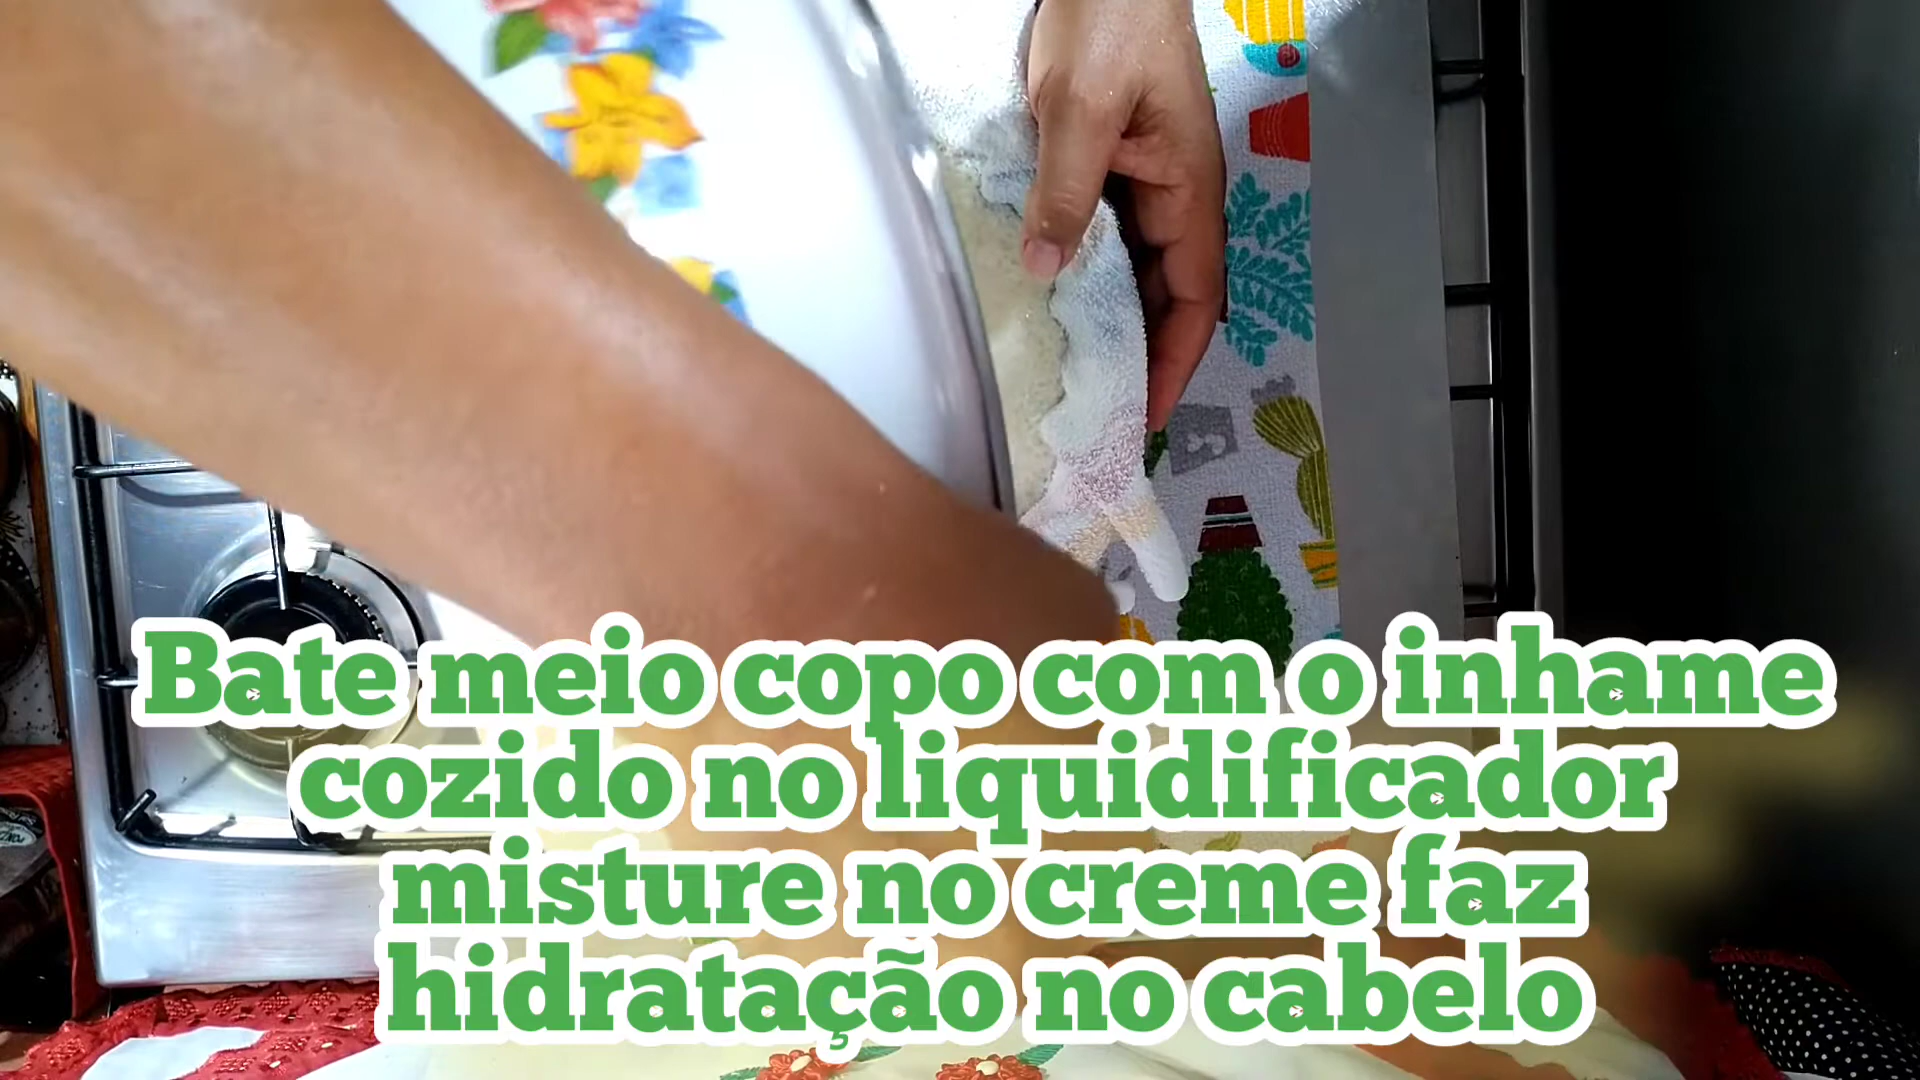 Bate meio copo com o inhame
cozido no liquidificador
misture no creme faz
hidratação no cabelo